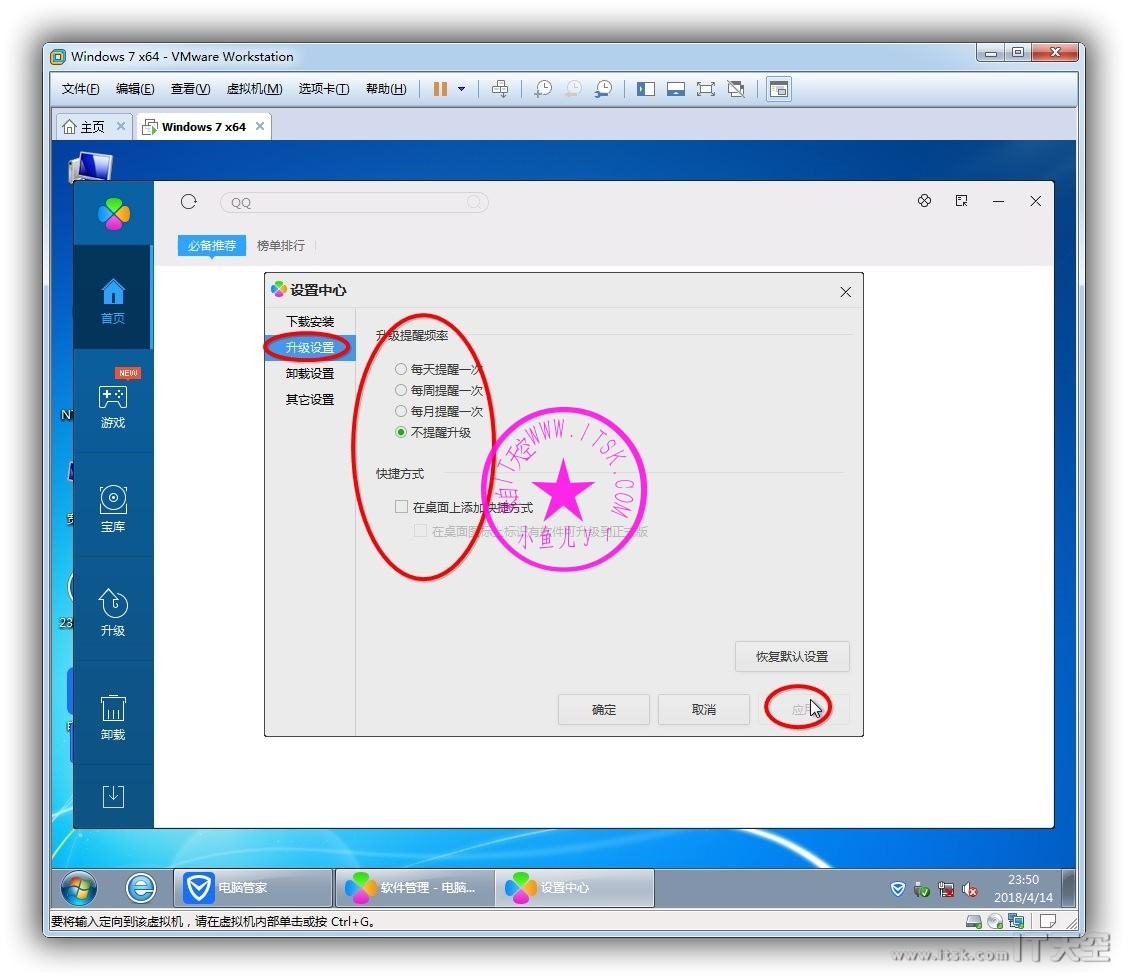 Windows 7 x64 - VMware Workstation
文件(F) 编辑(E) 查看(V) 虚拟机(M) 选项卡(T) 帮助(H)
主页 Windows 7 x64
QQ
必备推荐 榜单排行
首页
NEW
游戏
宝库
升级
卸载
设置中心
下载安装
升级设置
卸载设置
其它设置
升级提醒频率
每天提醒一次
每周提醒一次
每月提醒一次
不提醒升级
快捷方式
在桌面上添加快捷方式
在桌面图标上标识有软件可升级到正式版
恢复默认设置
确定 取消
IT天空WWW.ITSK.COM
小鱼儿了!
电脑管家 软件管理 - 电脑... 设置中心
23:50
2018/4/14
要将输入定向到该虚拟机，请在虚拟机内部单击或按 Ctrl+G。
www.itsk.com IT天空